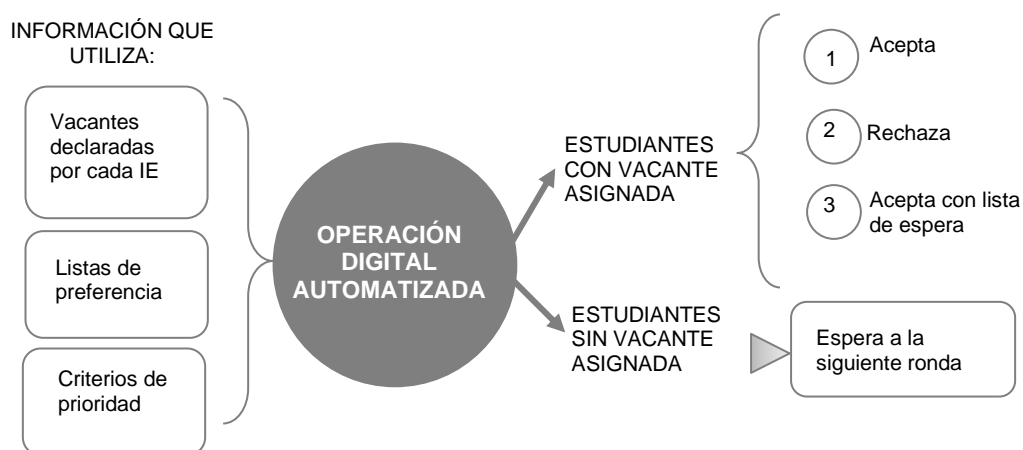 INFORMACIÓN QUE
UTILIZA:
Vacantes
declaradas
por cada IE
Listas de
preferencia
Criterios de
prioridad
OPERACIÓN
DIGITAL
AUTOMATIZADA
ESTUDIANTES
CON VACANTE
ASIGNADA
1
Acepta
2
Rechaza
3
Acepta con lista
de espera
ESTUDIANTES
SIN VACANTE
ASIGNADA
Espera a la
siguiente ronda